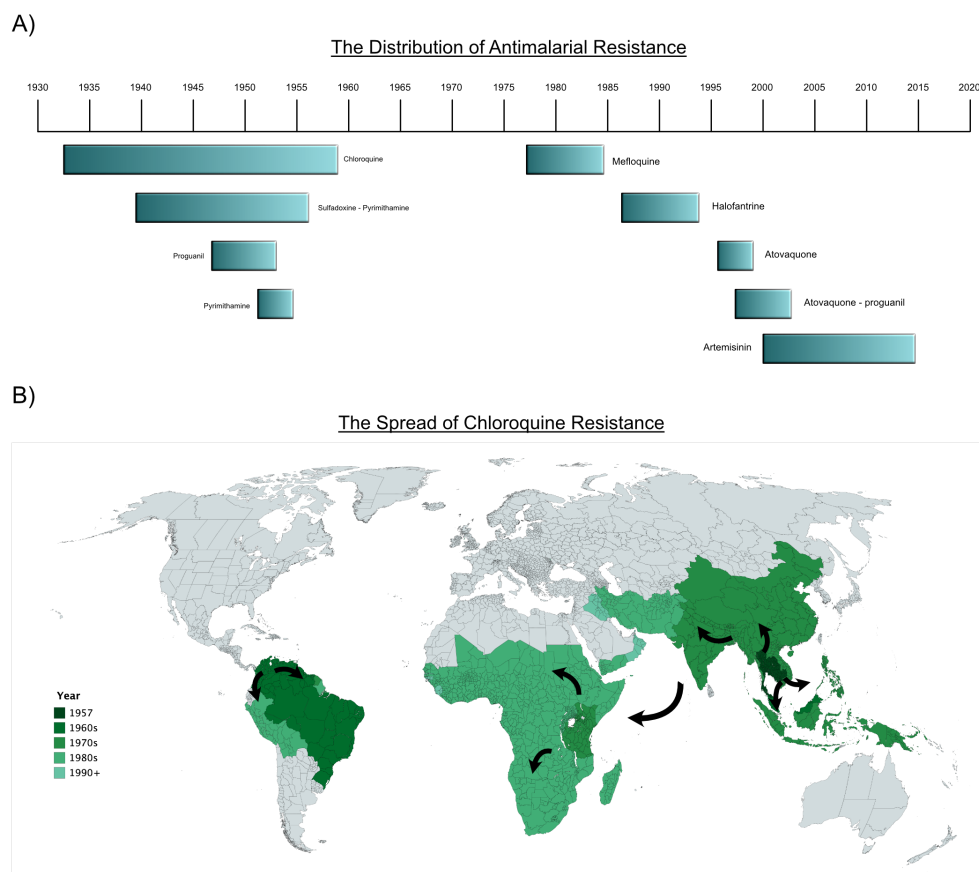 A)
The Distribution of Antimalarial Resistance
1930 1935 1940 1945 1950 1955 1960 1965 1970 1975 1980 1985 1990 1995 2000 2005 2010 2015 2020
Chloroquine
Mefloquine
Sulfadoxine - Pyrimithamine
Halofantrine
Proguanil
Atovaquone
Pyrimithamine
Atovaquone - proguanil
Artemisinin
B)
The Spread of Chloroquine Resistance
Year
1957
1960s
1970s
1980s
1990+